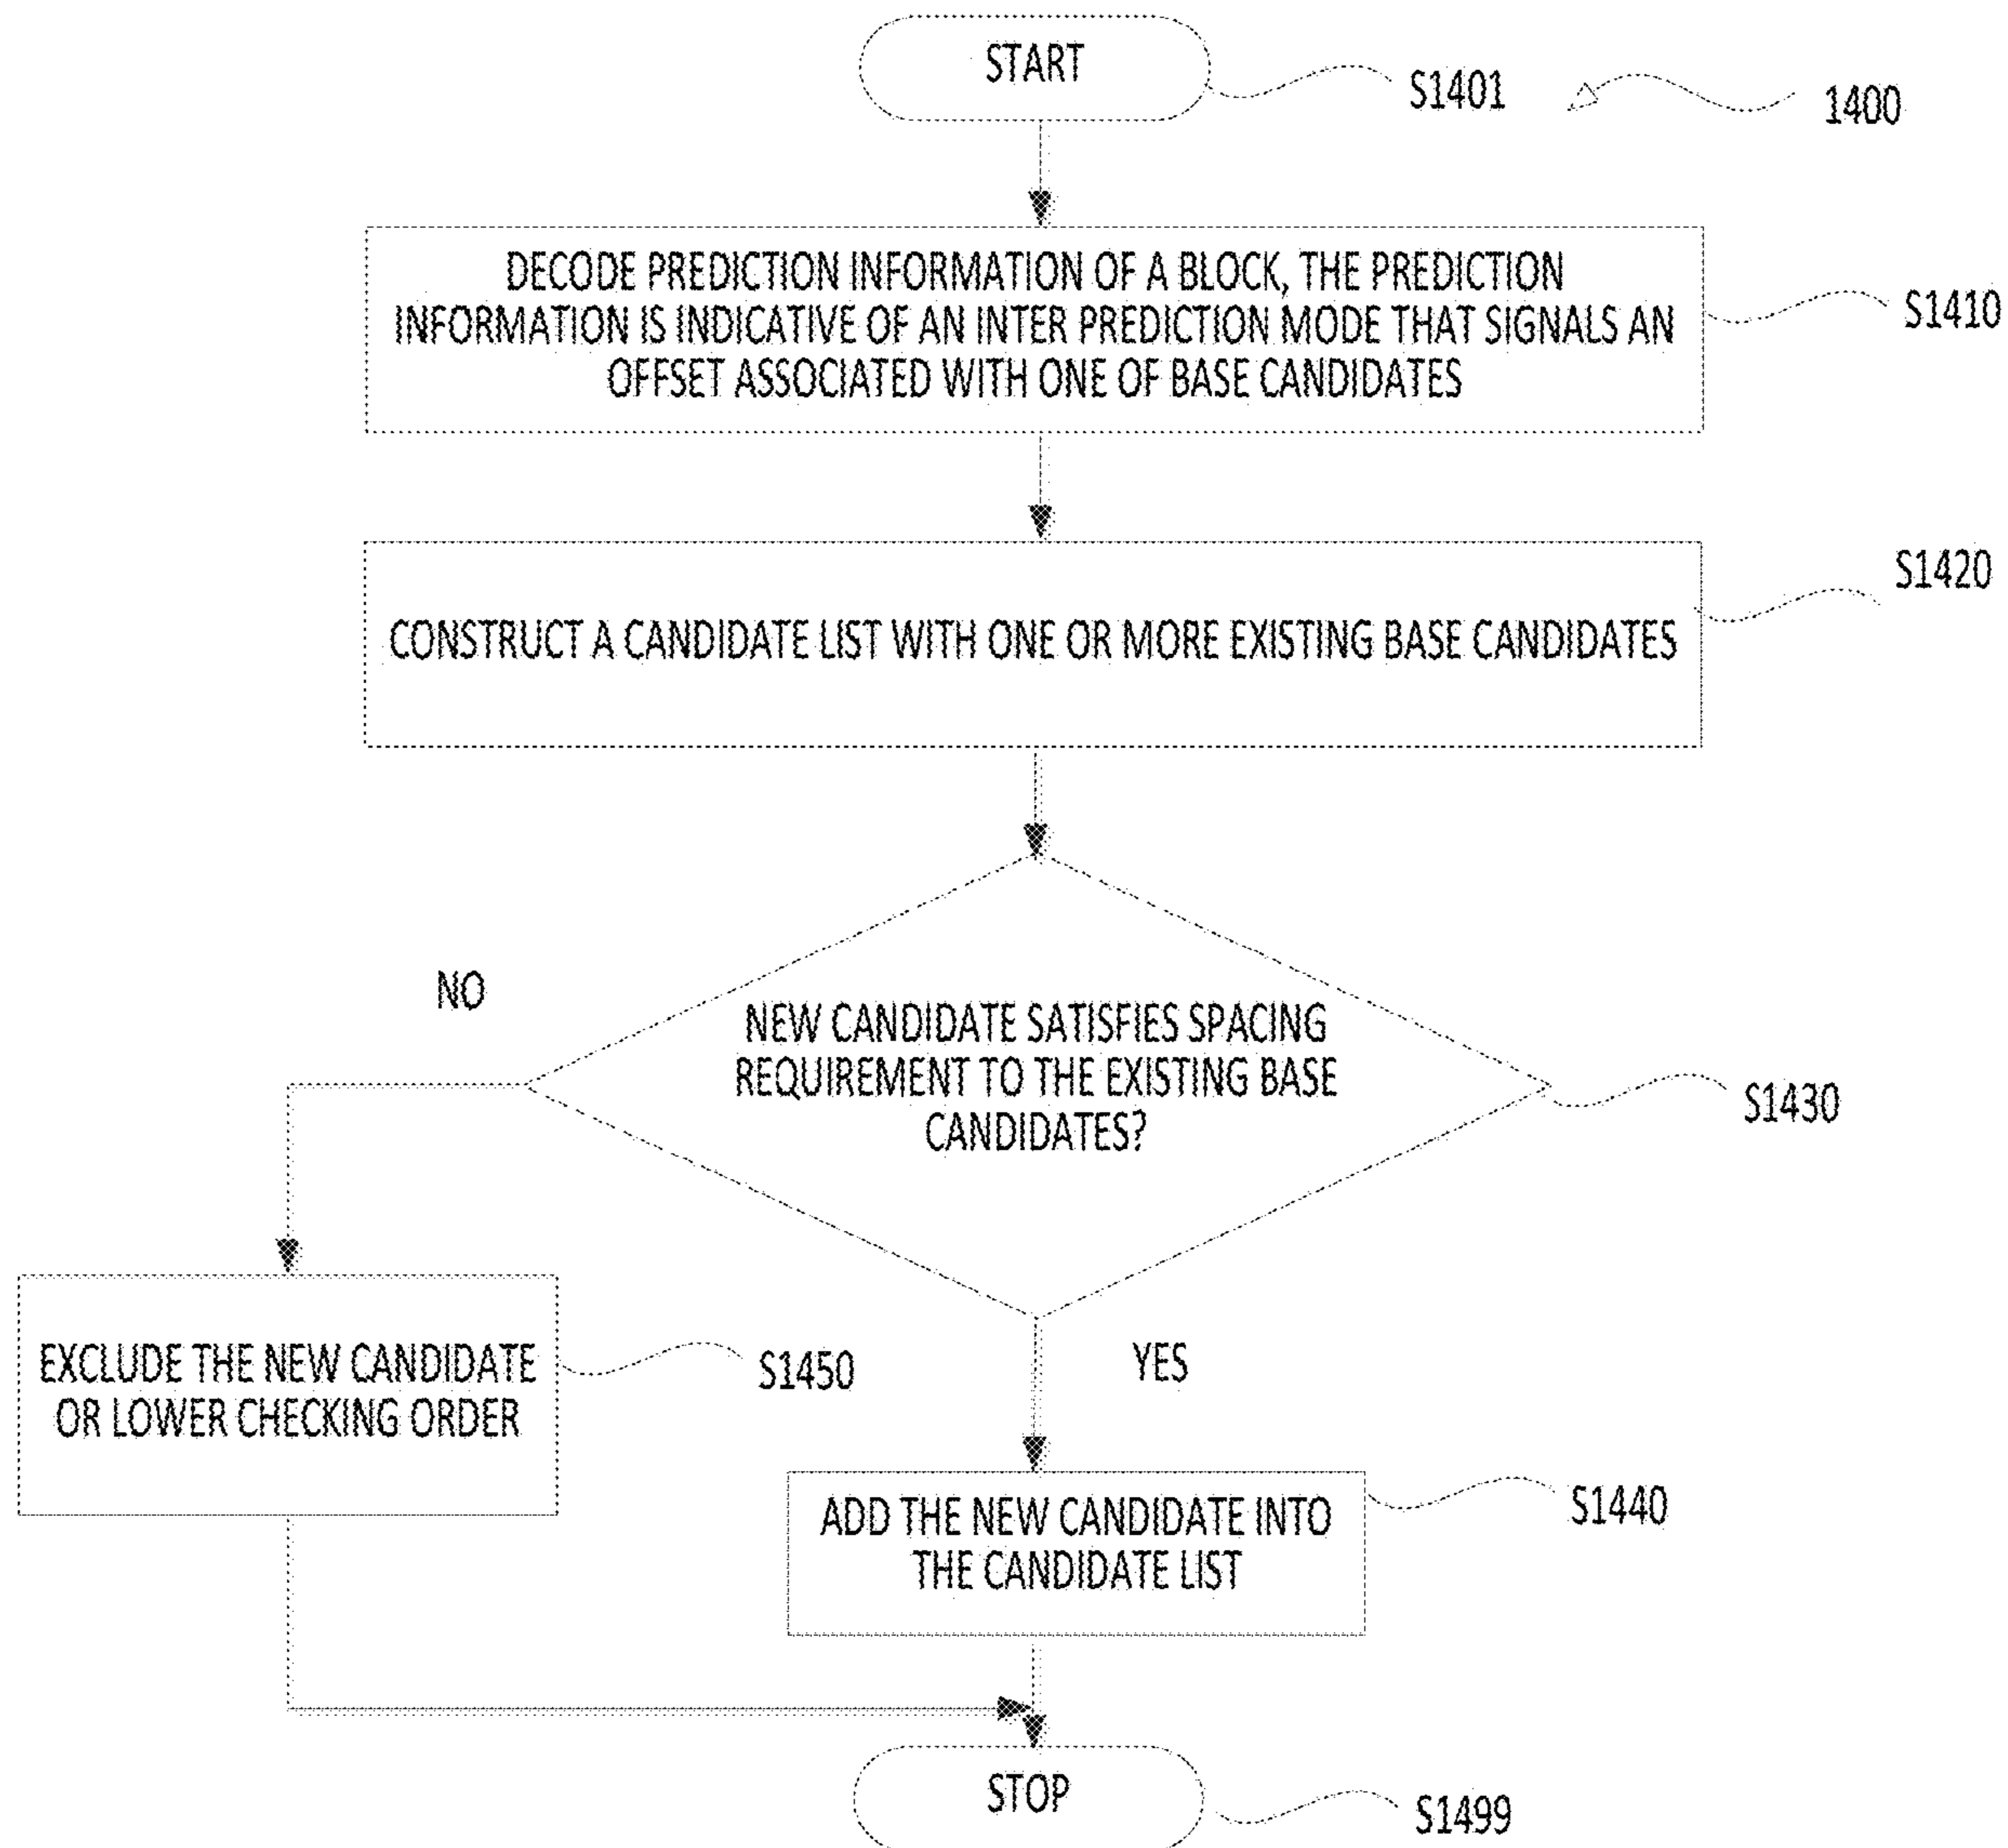 START
S1401
1400
DECODE PREDICTION INFORMATION OF A BLOCK, THE PREDICTION
INFORMATION IS INDICATIVE OF AN INTER PREDICTION MODE THAT SIGNALS AN
OFFSET ASSOCIATED WITH ONE OF BASE CANDIDATES
S1410
CONSTRUCT A CANDIDATE LIST WITH ONE OR MORE EXISTING BASE CANDIDATES
S1420
NO
NEW CANDIDATE SATISFIES SPACING
REQUIREMENT TO THE EXISTING BASE
CANDIDATES?
S1430
EXCLUDE THE NEW CANDIDATE
OR LOWER CHECKING ORDER
S1450
YES
ADD THE NEW CANDIDATE INTO
THE CANDIDATE LIST
S1440
STOP
S1499